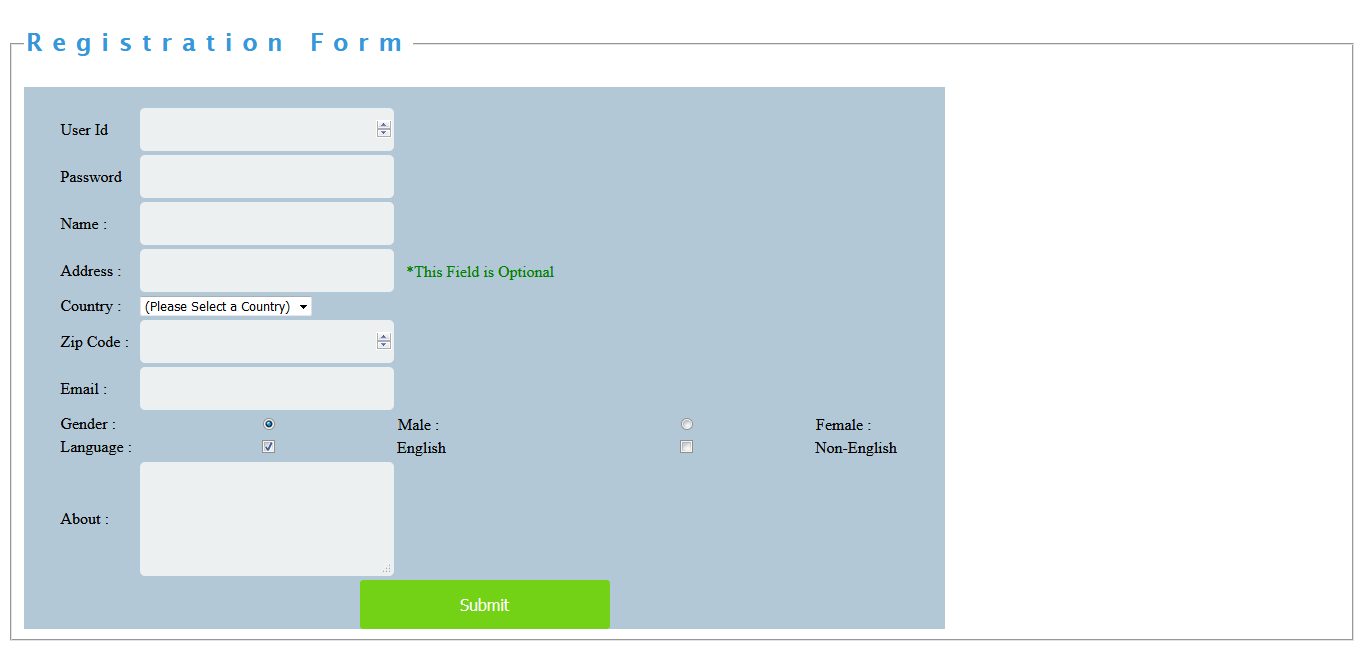 Registration Form
User Id
Password
Name :
Address : *This Field is Optional
Country : (Please Select a Country)
Zip Code :
Email :
Gender : Male : Female :
Language : English Non-English
About :
Submit